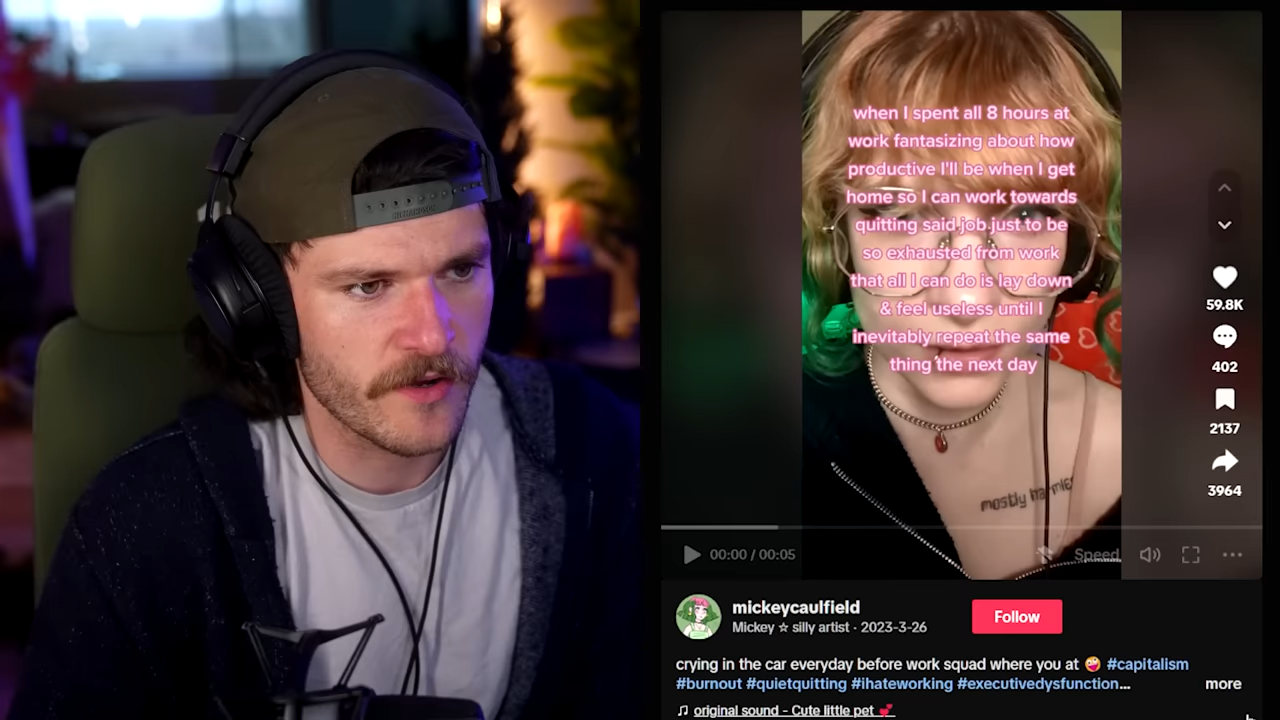 when I spent all 8 hours at
work fantasizing about how
productive I'll be when I get
home so I can work towards
quitting said job just to be
so exhausted from work
that all I can do is lay down
& feel useless until I
inevitably repeat the same
thing the next day
mostly harmless
59.8K
402
2137
3964
00:00 / 00:05
Speed
mickeycaulfield
Mickey ☆ silly artist · 2023-3-26
Follow
crying in the car everyday before work squad where you at 🤪 #capitalism
#burnout #quietquitting #ihateworking #executivedysfunction...
more
♫ original sound - Cute little pet 💕